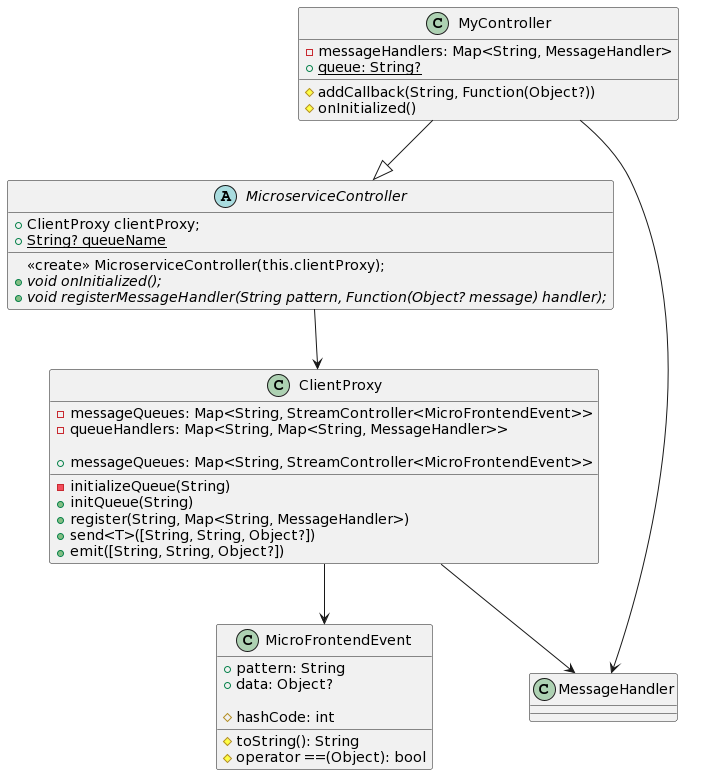 C MyController
messageHandlers: Map<String, MessageHandler>
queue: String?
addCallback(String, Function(Object?))
onInitialized()
A MicroserviceController
ClientProxy clientProxy;
String? queueName
«create» MicroserviceController(this.clientProxy);
void onInitialized();
void registerMessageHandler(String pattern, Function(Object? message) handler);
C ClientProxy
messageQueues: Map<String, StreamController<MicroFrontendEvent>>
queueHandlers: Map<String, Map<String, MessageHandler>>
messageQueues: Map<String, StreamController<MicroFrontendEvent>>
initializeQueue(String)
initQueue(String)
register(String, Map<String, MessageHandler>)
send<T>([String, String, Object?])
emit([String, String, Object?])
C MicroFrontendEvent
pattern: String
data: Object?
hashCode: int
toString(): String
operator ==(Object): bool
C MessageHandler